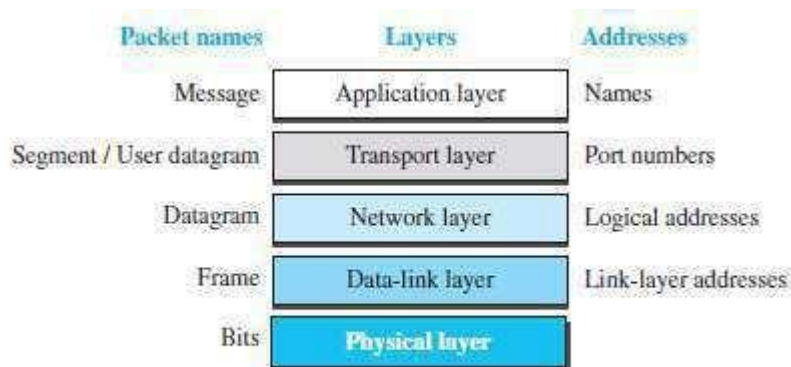 Packet names Layers Addresses
Message Application layer Names
Segment / User datagram Transport layer Port numbers
Datagram Network layer Logical addresses
Frame Data-link layer Link-layer addresses
Bits Physical layer